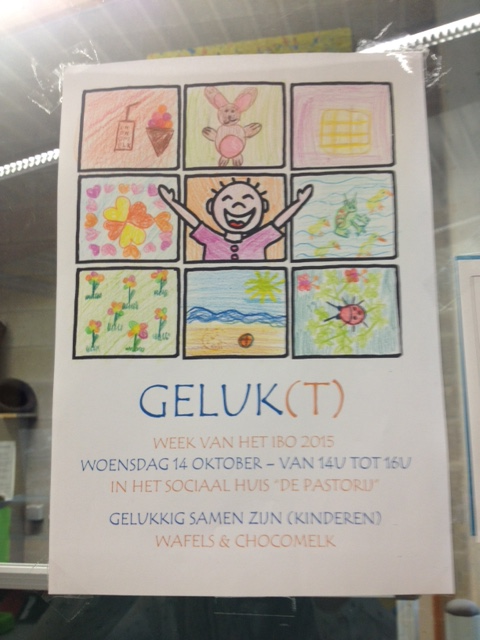 GELUK(T)
WEEK VAN HET IBO 2015
WOENSDAG 14 OKTOBER – VAN 14U TOT 16U
IN HET SOCIAAL HUIS "DE PASTORIJ"
GELUKKIG SAMEN ZIJN (KINDEREN)
WAFELS & CHOCOMELK